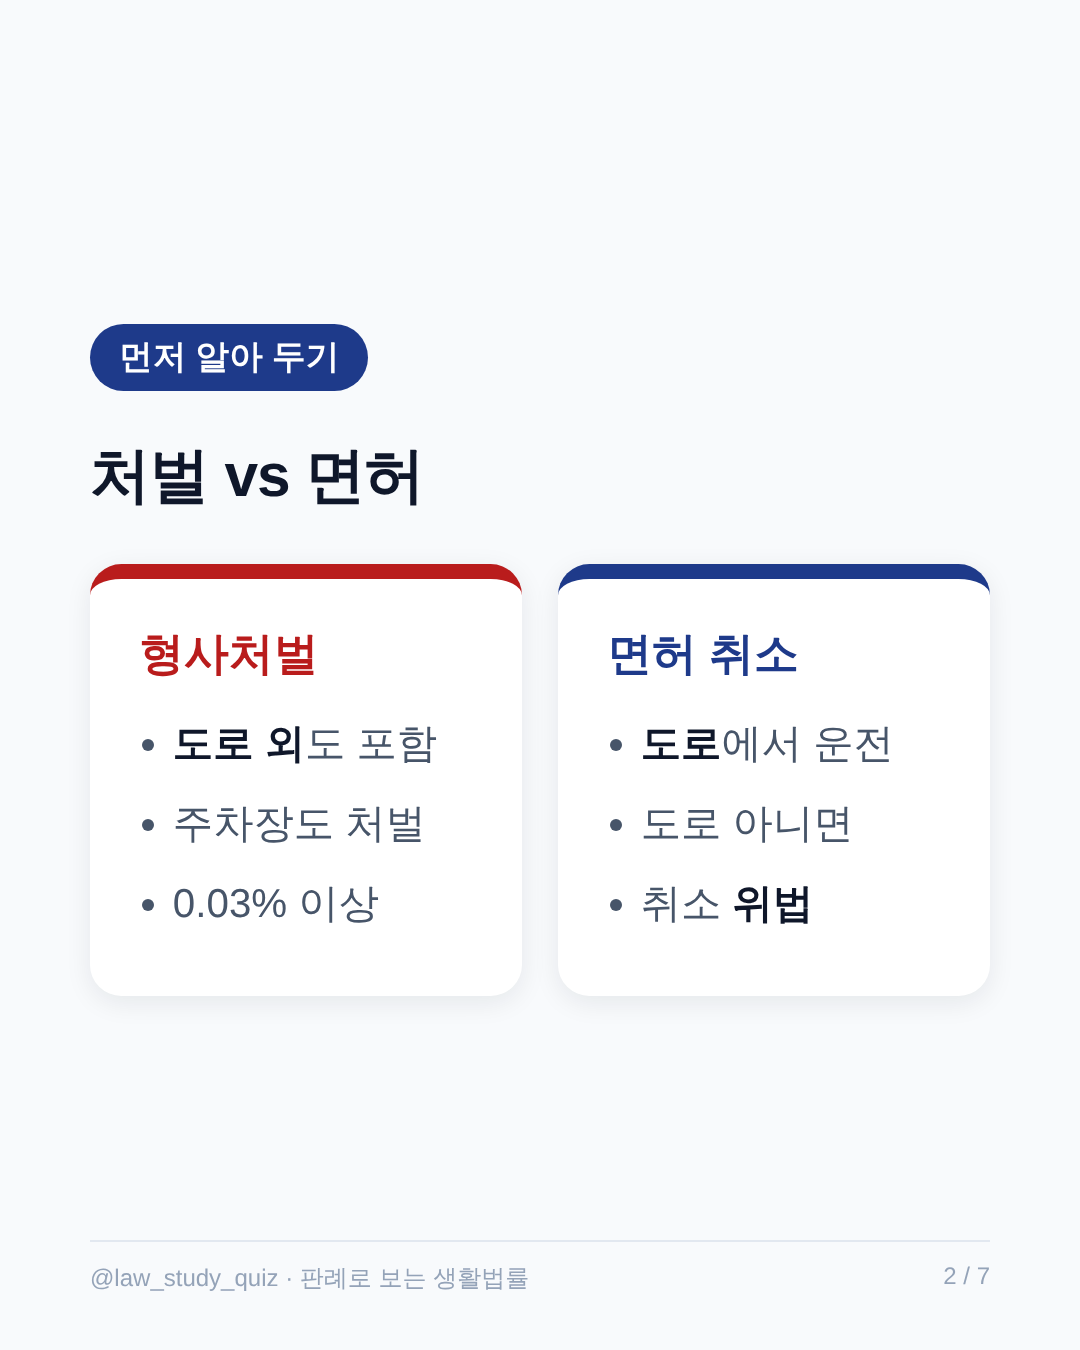 먼저 알아 두기
처벌 vs 면허
형사처벌
• 도로 외도 포함
• 주차장도 처벌
• 0.03% 이상
면허 취소
• 도로에서 운전
• 도로 아니면
• 취소 위법
@law_study_quiz · 판례로 보는 생활법률
2 / 7